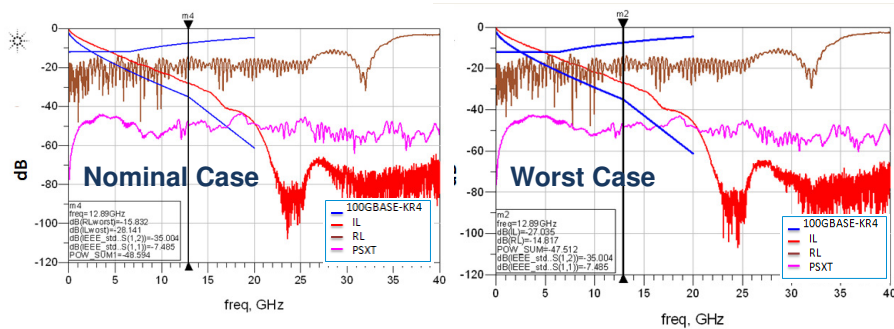 m4
0
-20
-40
-60
-80
-100
-120
dB
Nominal Case
m4
freq=12.89GHz
dB(RLworst)=-15.832
dB(ILwost)=-28.141
dB(IEEE_std..S(1,2))=-35.004
dB(IEEE_std..S(1,1))=-7.485
POW_SUM1=-48.594
100GBASE-KR4
IL
RL
PSXT
0 5 10 15 20 25 30 35 40
freq, GHz
m2
0
-20
-40
-60
-80
-100
-120
Worst Case
m2
freq=12.89GHz
dB(IL)=-27.035
dB(RL)=-14.817
POW_SUM=-47.512
dB(IEEE_std..S(1,2))=-35.004
dB(IEEE_std..S(1,1))=-7.485
100GBASE-KR4
IL
RL
PSXT
0 5 10 15 20 25 30 35 40
freq, GHz